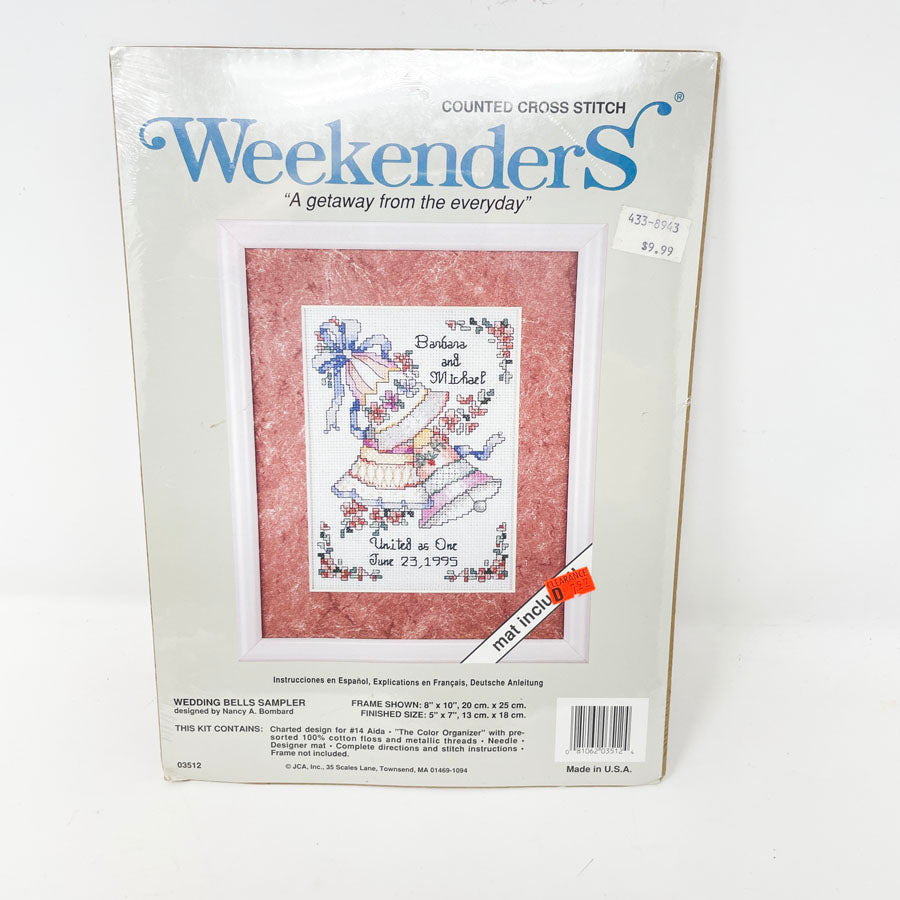 COUNTED CROSS STITCH
WeekenderS®
"A getaway from the everyday"
433-8943
$9.99
Barbara
and
Michael
United as One
June 23, 1995
CLEARANCE
D
mat inclu
Instrucciones en Español, Explications en Français, Deutsche Anleitung
WEDDING BELLS SAMPLER
designed by Nancy A. Bombard
FRAME SHOWN: 8" x 10", 20 cm. x 25 cm.
FINISHED SIZE: 5" x 7", 13 cm. x 18 cm.
THIS KIT CONTAINS: Charted design for #14 Aida • "The Color Organizer" with pre-
sorted 100% cotton floss and metallic threads • Needle •
Designer mat • Complete directions and stitch instructions •
Frame not included.
03512
© JCA, Inc., 35 Scales Lane, Townsend, MA 01469-1094
0 81062 03512 4
Made in U.S.A.